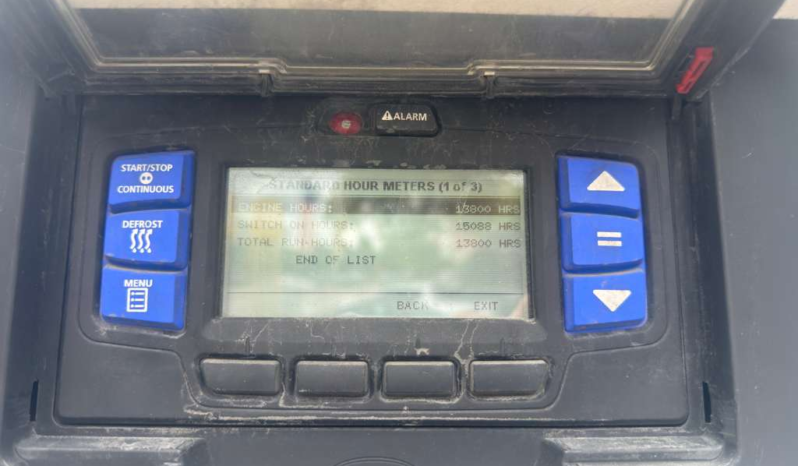 ⚠ALARM
START/STOP
CONTINUOUS
DEFROST
MENU
STANDARD HOUR METERS (1 of 3)
ENGINE HOURS: 13800 HRS
SWITCH ON HOURS: 15088 HRS
TOTAL RUN-HOURS: 13800 HRS
END OF LIST
BACK EXIT
=